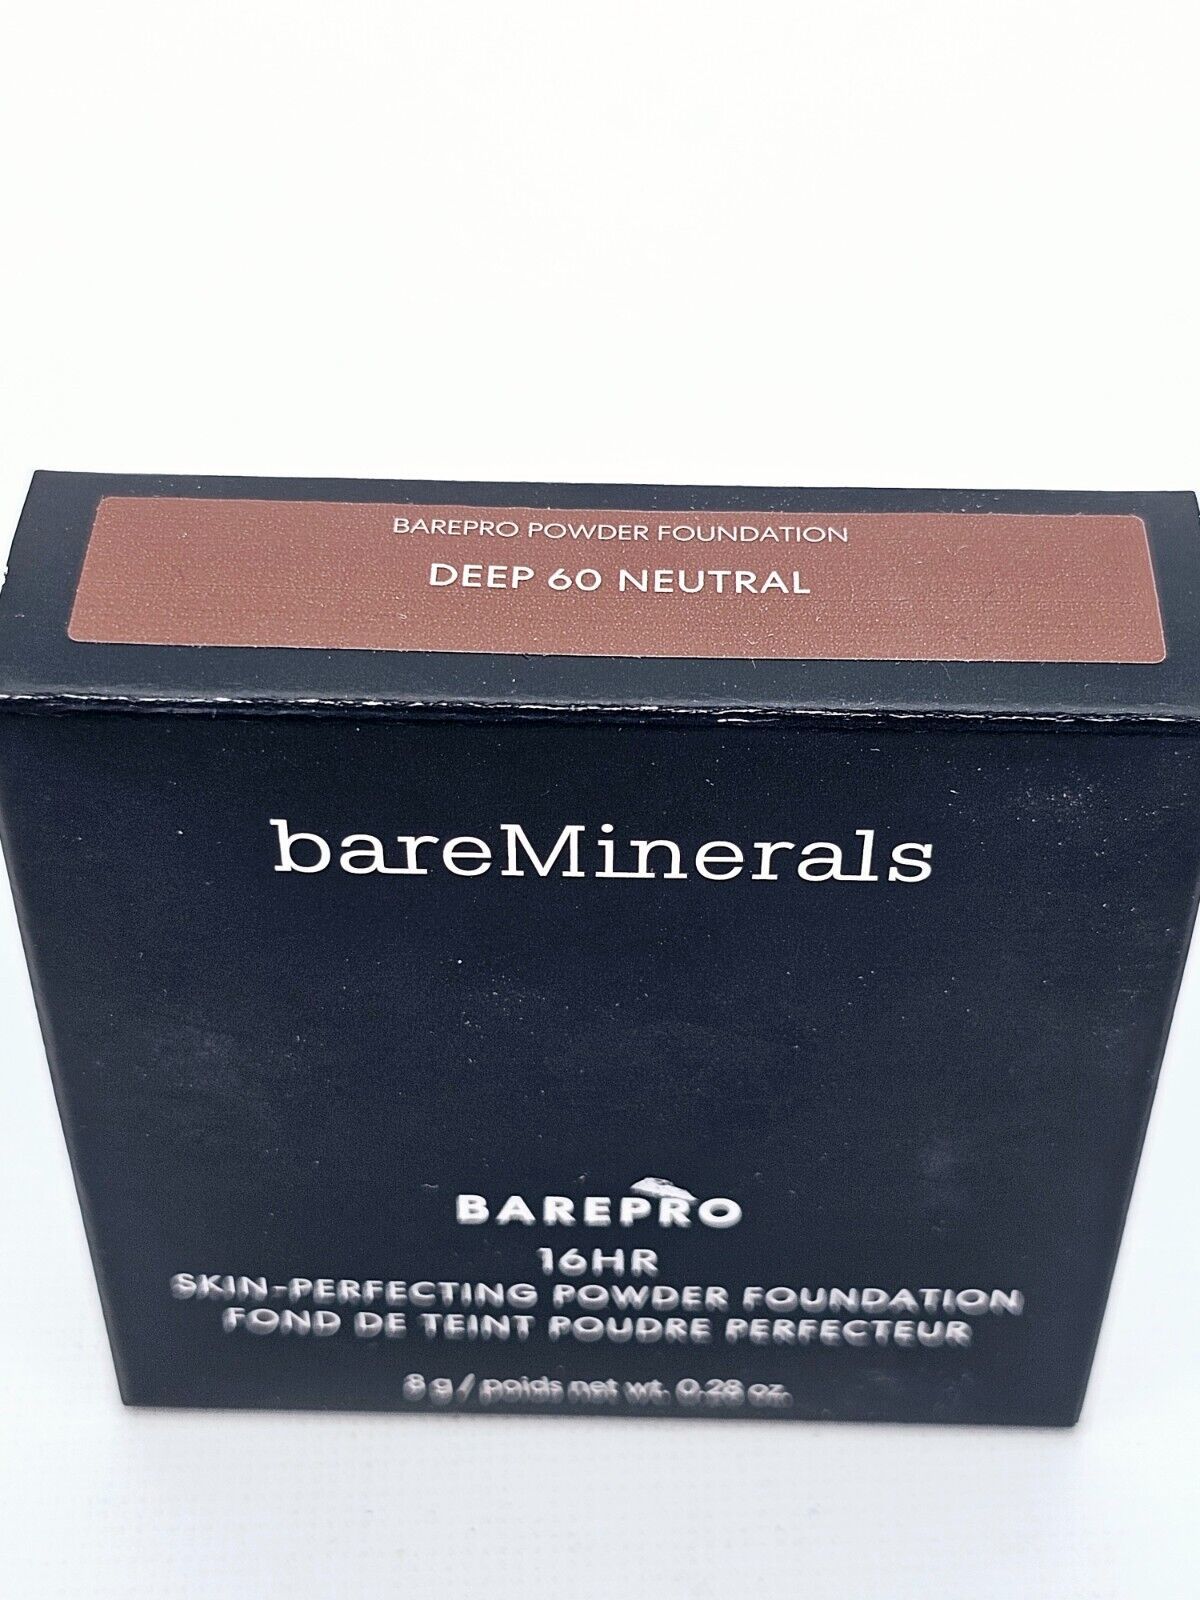 BAREPRO POWDER FOUNDATION
DEEP 60 NEUTRAL
bareMinerals
BAREPRO
16HR
SKIN-PERFECTING POWDER FOUNDATION
FOND DE TEINT POUDRE PERFECTEUR
8 g / poids net wt. 0.28 oz.